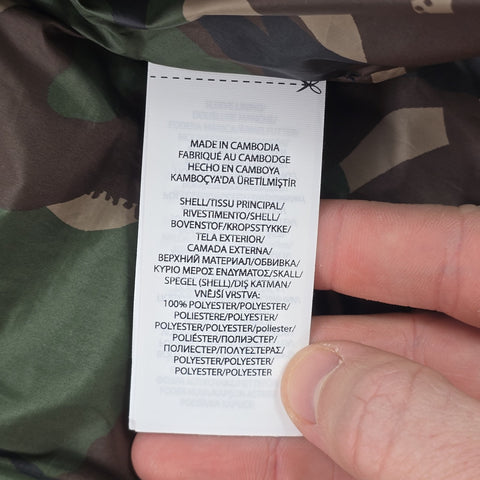 MADE IN CAMBODIA
FABRIQUÉ AU CAMBODGE
HECHO EN CAMBOYA
KAMBOÇYA'DA ÜRETİLMİŞTİR
SHELL/TISSU PRINCIPAL/
RIVESTIMENTO/SHELL/
BOVENSTOF/KROPSSTYKKE/
TELA EXTERIOR/
CAMADA EXTERNA/
ВЕРХНИЙ МАТЕРИАЛ/ОБВИВКА/
ΚΥΡΙΟ ΜΕΡΟΣ ΕΝΔΥΜΑΤΟΣ/SKALL/
SPEGEL (SHELL)/DIŞ KATMAN/
VNĚJŠÍ VRSTVA:
100% POLYESTER/POLYESTER/
POLIESTERE/POLYESTER/
POLYESTER/POLYESTER/poliester/
POLIÉSTER/ПОЛИЭСТЕР/
ПОЛИЕСТЕР/ΠΟΛΥΕΣΤΕΡΑΣ/
POLYESTER/POLYESTER/
POLYESTER/POLYESTER